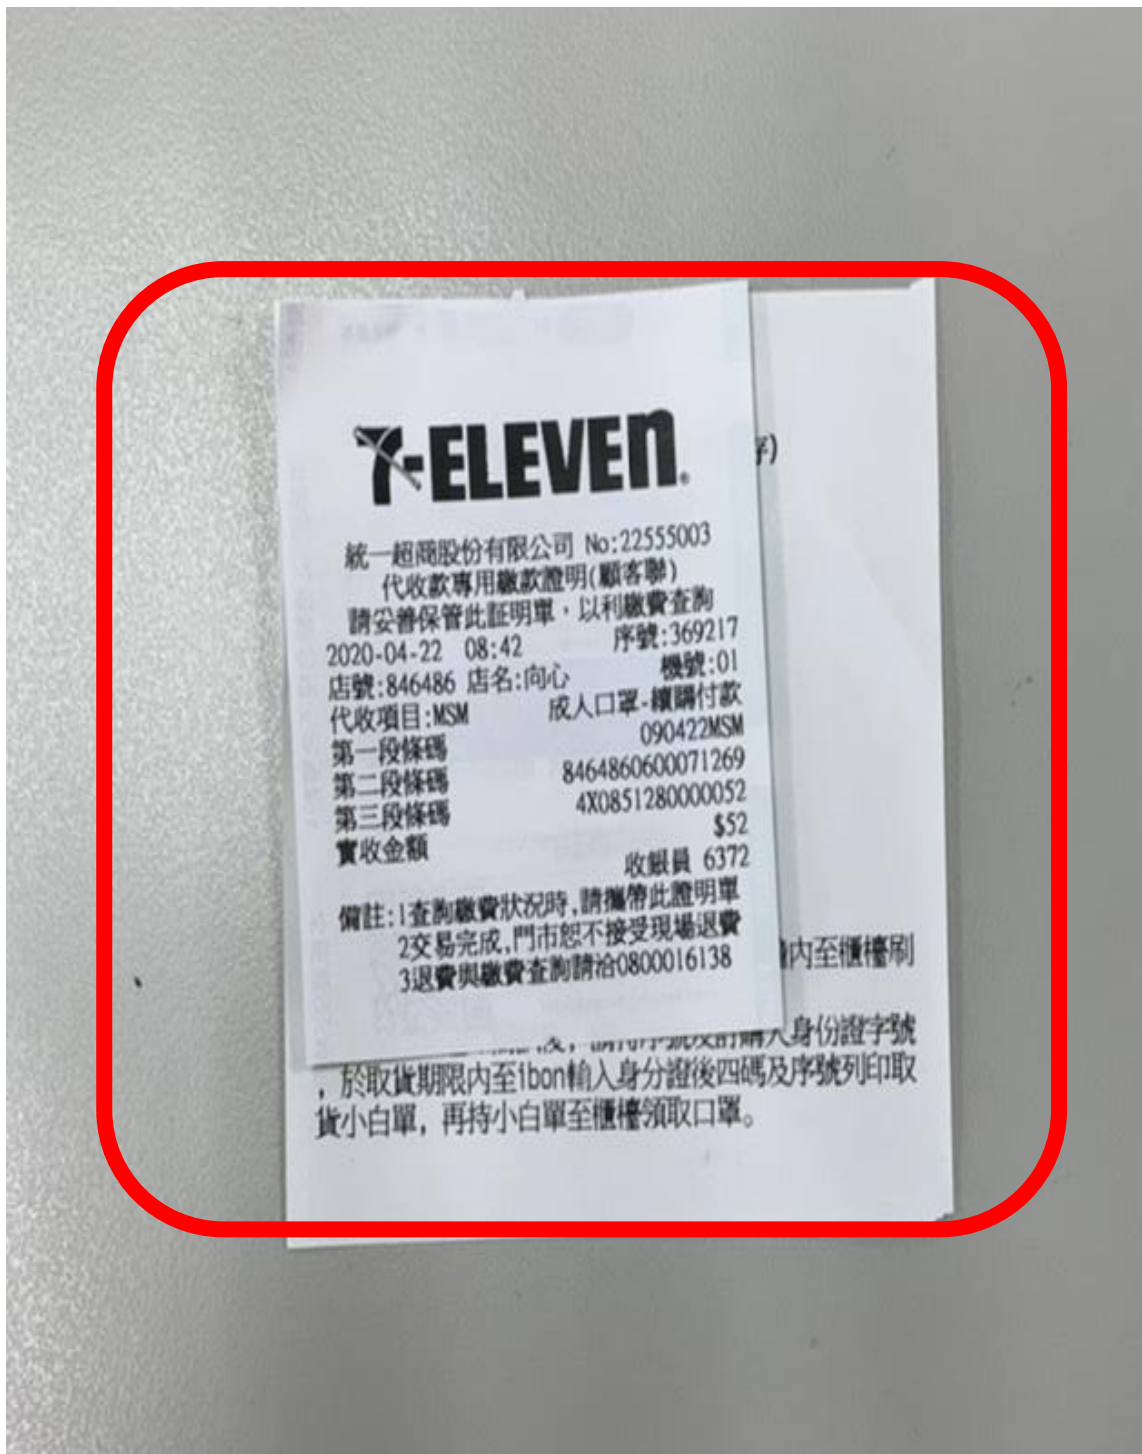 7-ELEVEN®
字)
統一超商股份有限公司 No:22555003
代收款專用繳款證明(顧客聯)
請妥善保管此証明單，以利繳費查詢
2020-04-22 08:42 序號:369217
店號:846486 店名:向心 機號:01
代收項目:MSM 成人口罩-續購付款
第一段條碼 090422MSM
第二段條碼 8464860600071269
第三段條碼 4X0851280000052
實收金額 $52
收銀員 6372
備註:1查詢繳費狀況時,請攜帶此證明單
2交易完成,門市恕不接受現場退費
3退費與繳費查詢請洽0800016138
內至櫃檯刷
，請持序號及訂購人身份證字號
，於取貨期限內至ibon輸入身分證後四碼及序號列印取
貨小白單，再持小白單至櫃檯領取口罩。